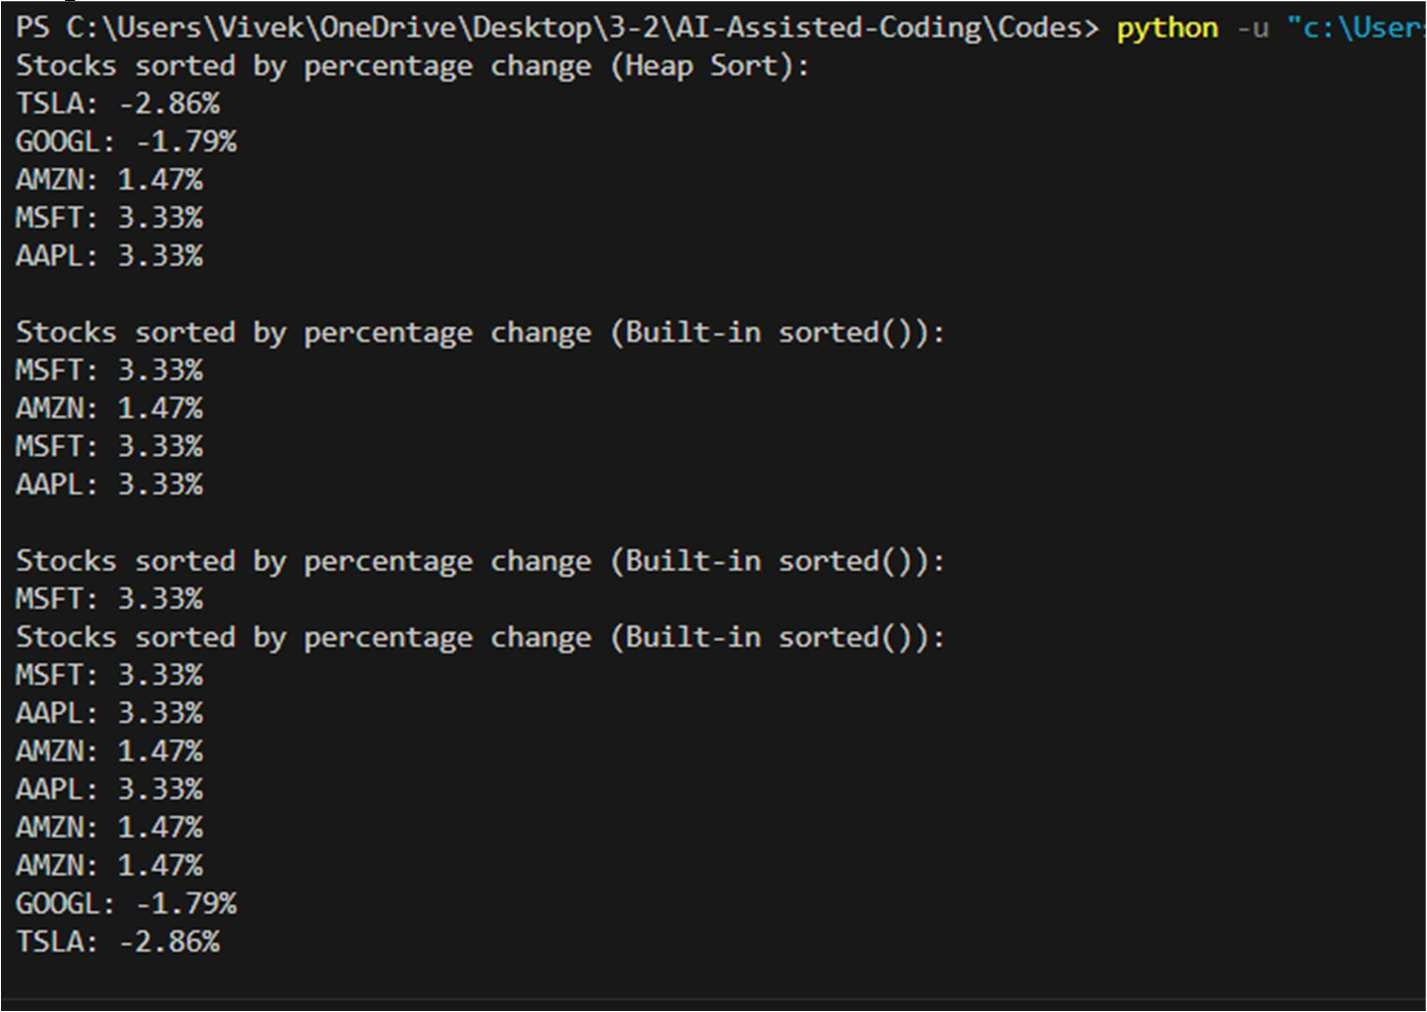 PS C:\Users\Vivek\OneDrive\Desktop\3-2\AI-Assisted-Coding\Codes> python -u "c:\User
Stocks sorted by percentage change (Heap Sort):
TSLA: -2.86%
GOOGL: -1.79%
AMZN: 1.47%
MSFT: 3.33%
AAPL: 3.33%
Stocks sorted by percentage change (Built-in sorted()):
MSFT: 3.33%
AMZN: 1.47%
MSFT: 3.33%
AAPL: 3.33%
Stocks sorted by percentage change (Built-in sorted()):
MSFT: 3.33%
Stocks sorted by percentage change (Built-in sorted()):
MSFT: 3.33%
AAPL: 3.33%
AMZN: 1.47%
AAPL: 3.33%
AMZN: 1.47%
AMZN: 1.47%
GOOGL: -1.79%
TSLA: -2.86%